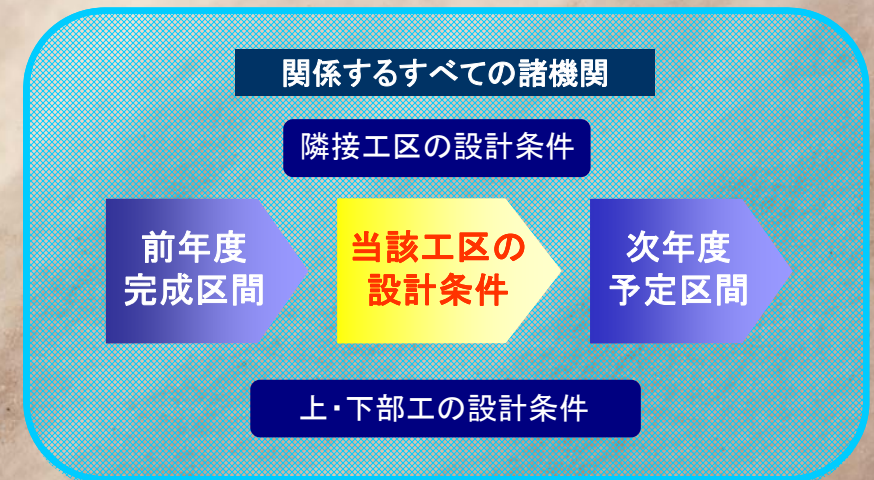 関係するすべての諸機関
隣接工区の設計条件
前年度
完成区間
当該工区の
設計条件
次年度
予定区間
上・下部工の設計条件